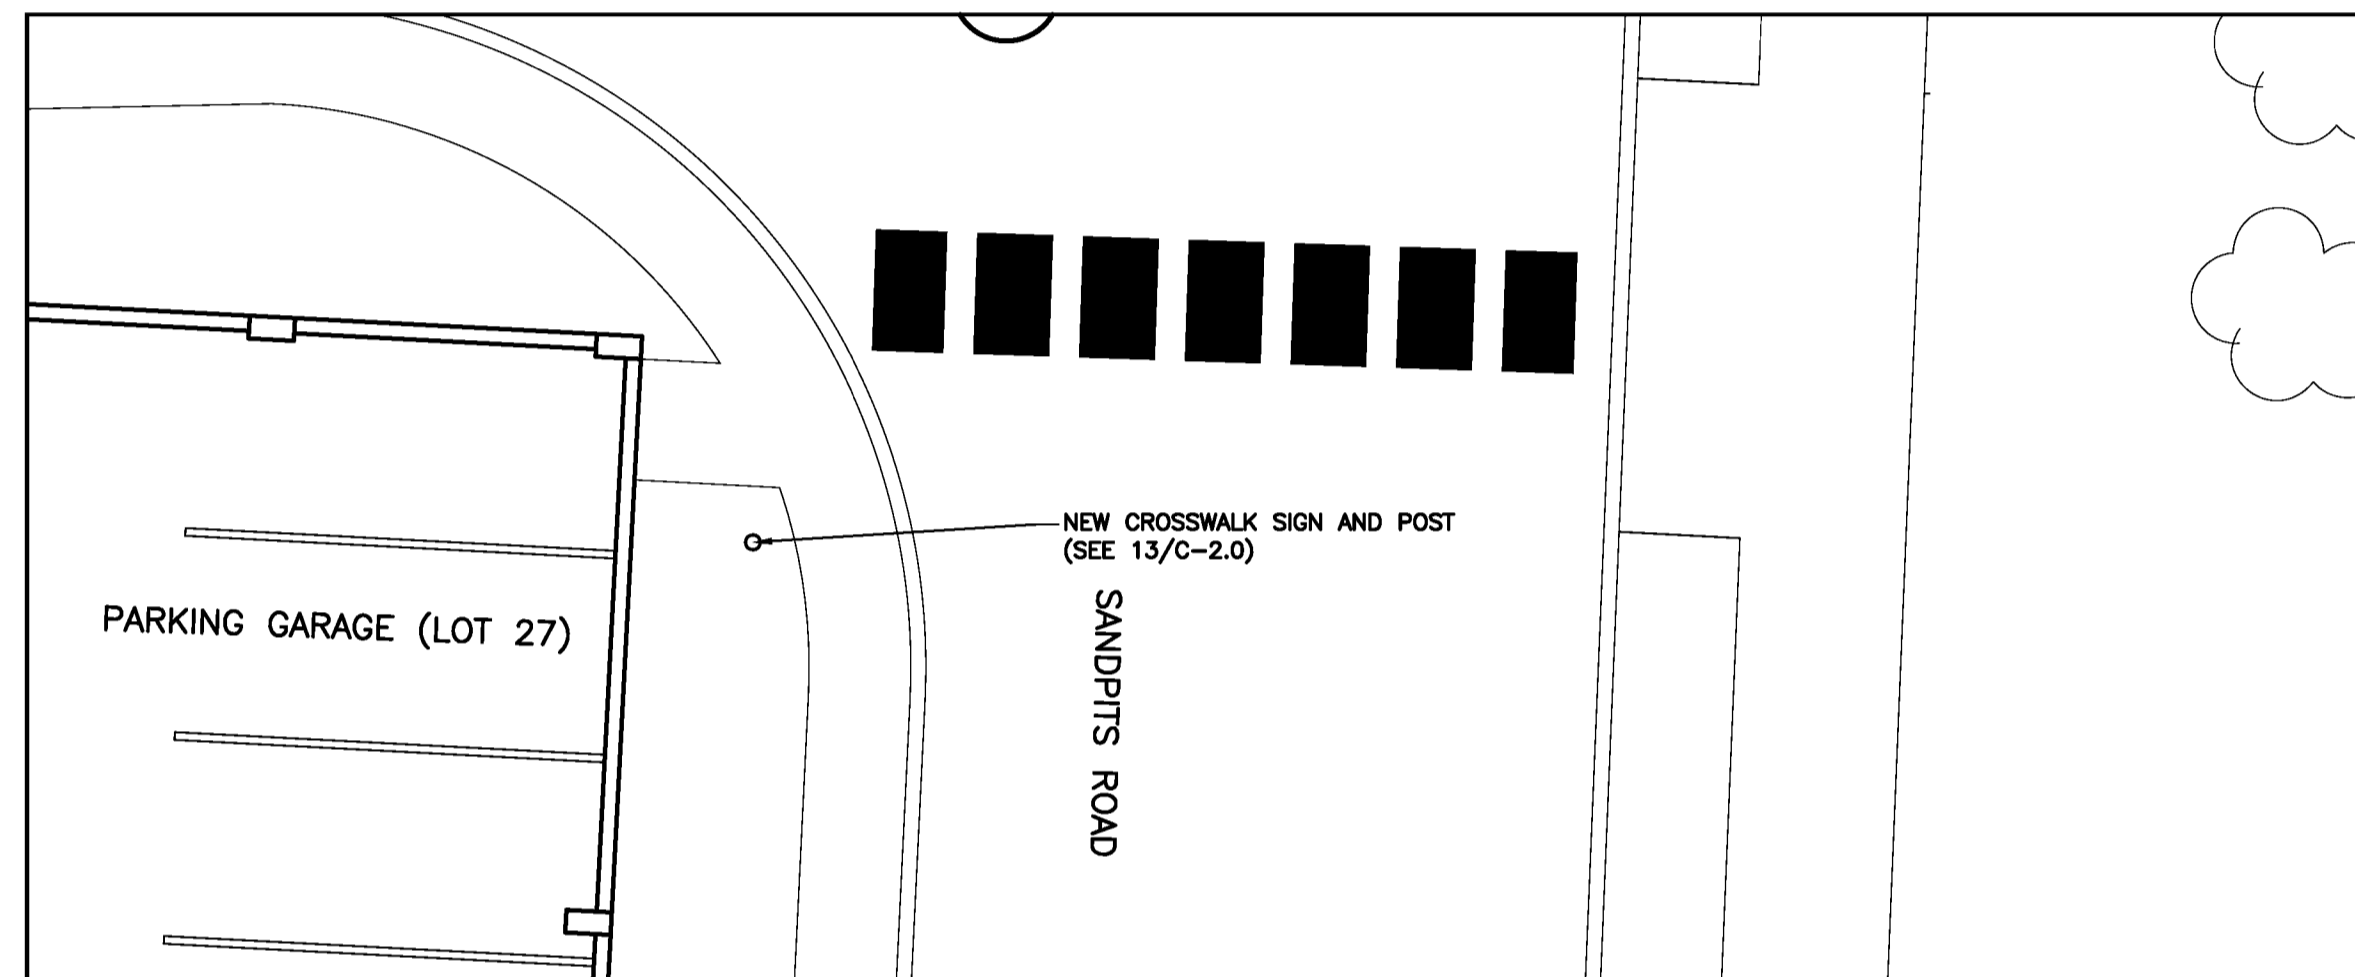 NEW CROSSWALK SIGN AND POST
(SEE 13/C-2.0)
PARKING GARAGE (LOT 27)
SANDPITS ROAD